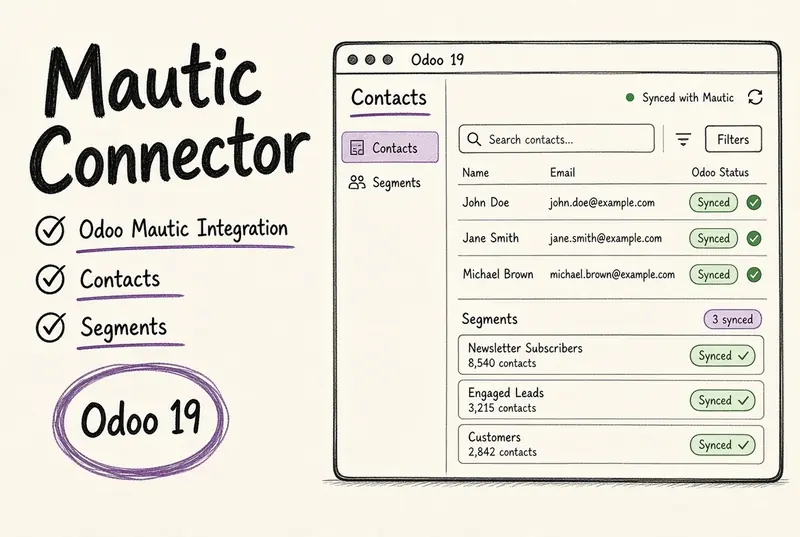 Mautic
Connector
Odoo Mautic Integration
Contacts
Segments
Odoo 19
Odoo 19
Contacts
Contacts
Segments
Synced with Mautic
Search contacts...
Filters
Name Email Odoo Status
John Doe john.doe@example.com Synced
Jane Smith jane.smith@example.com Synced
Michael Brown michael.brown@example.com Synced
Segments 3 synced
Newsletter Subscribers
8,540 contacts
Synced
Engaged Leads
3,215 contacts
Synced
Customers
2,842 contacts
Synced